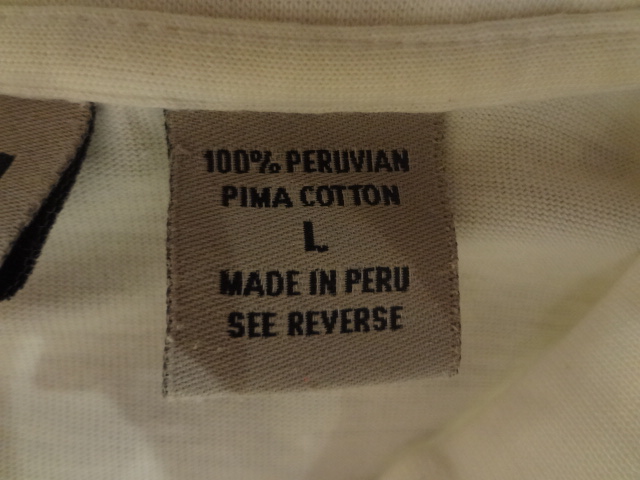 100% PERUVIAN
PIMA COTTON
L
MADE IN PERU
SEE REVERSE